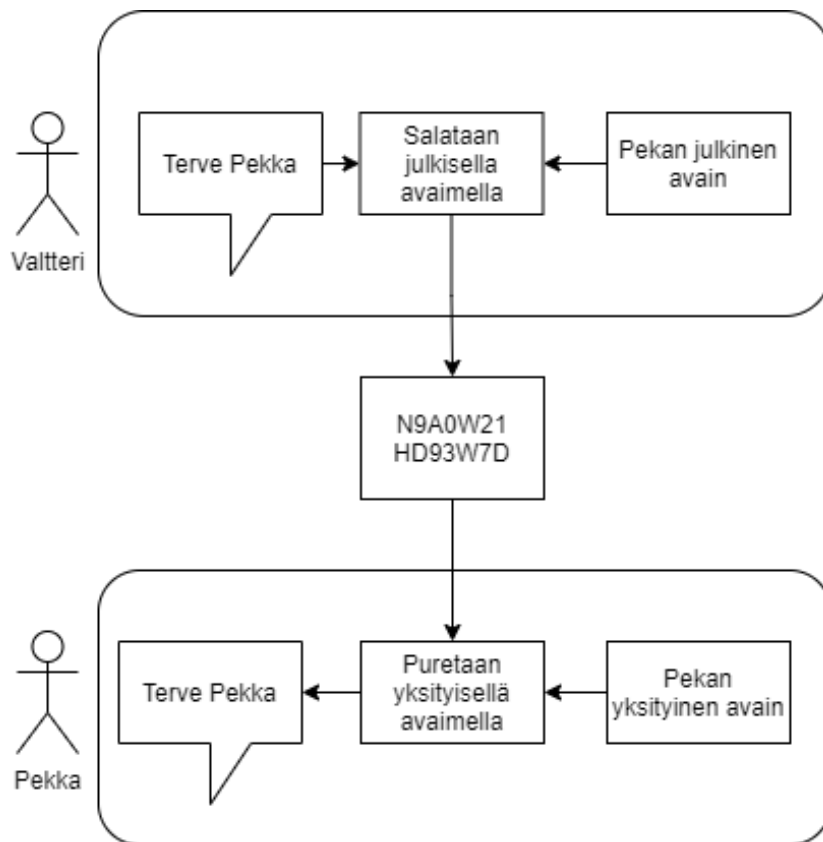 Terve Pekka
Salataan
julkisella
avaimella
Pekan julkinen
avain
Valtteri
N9A0W21
HD93W7D
Terve Pekka
Puretaan
yksityisellä
avaimella
Pekan
yksityinen avain
Pekka